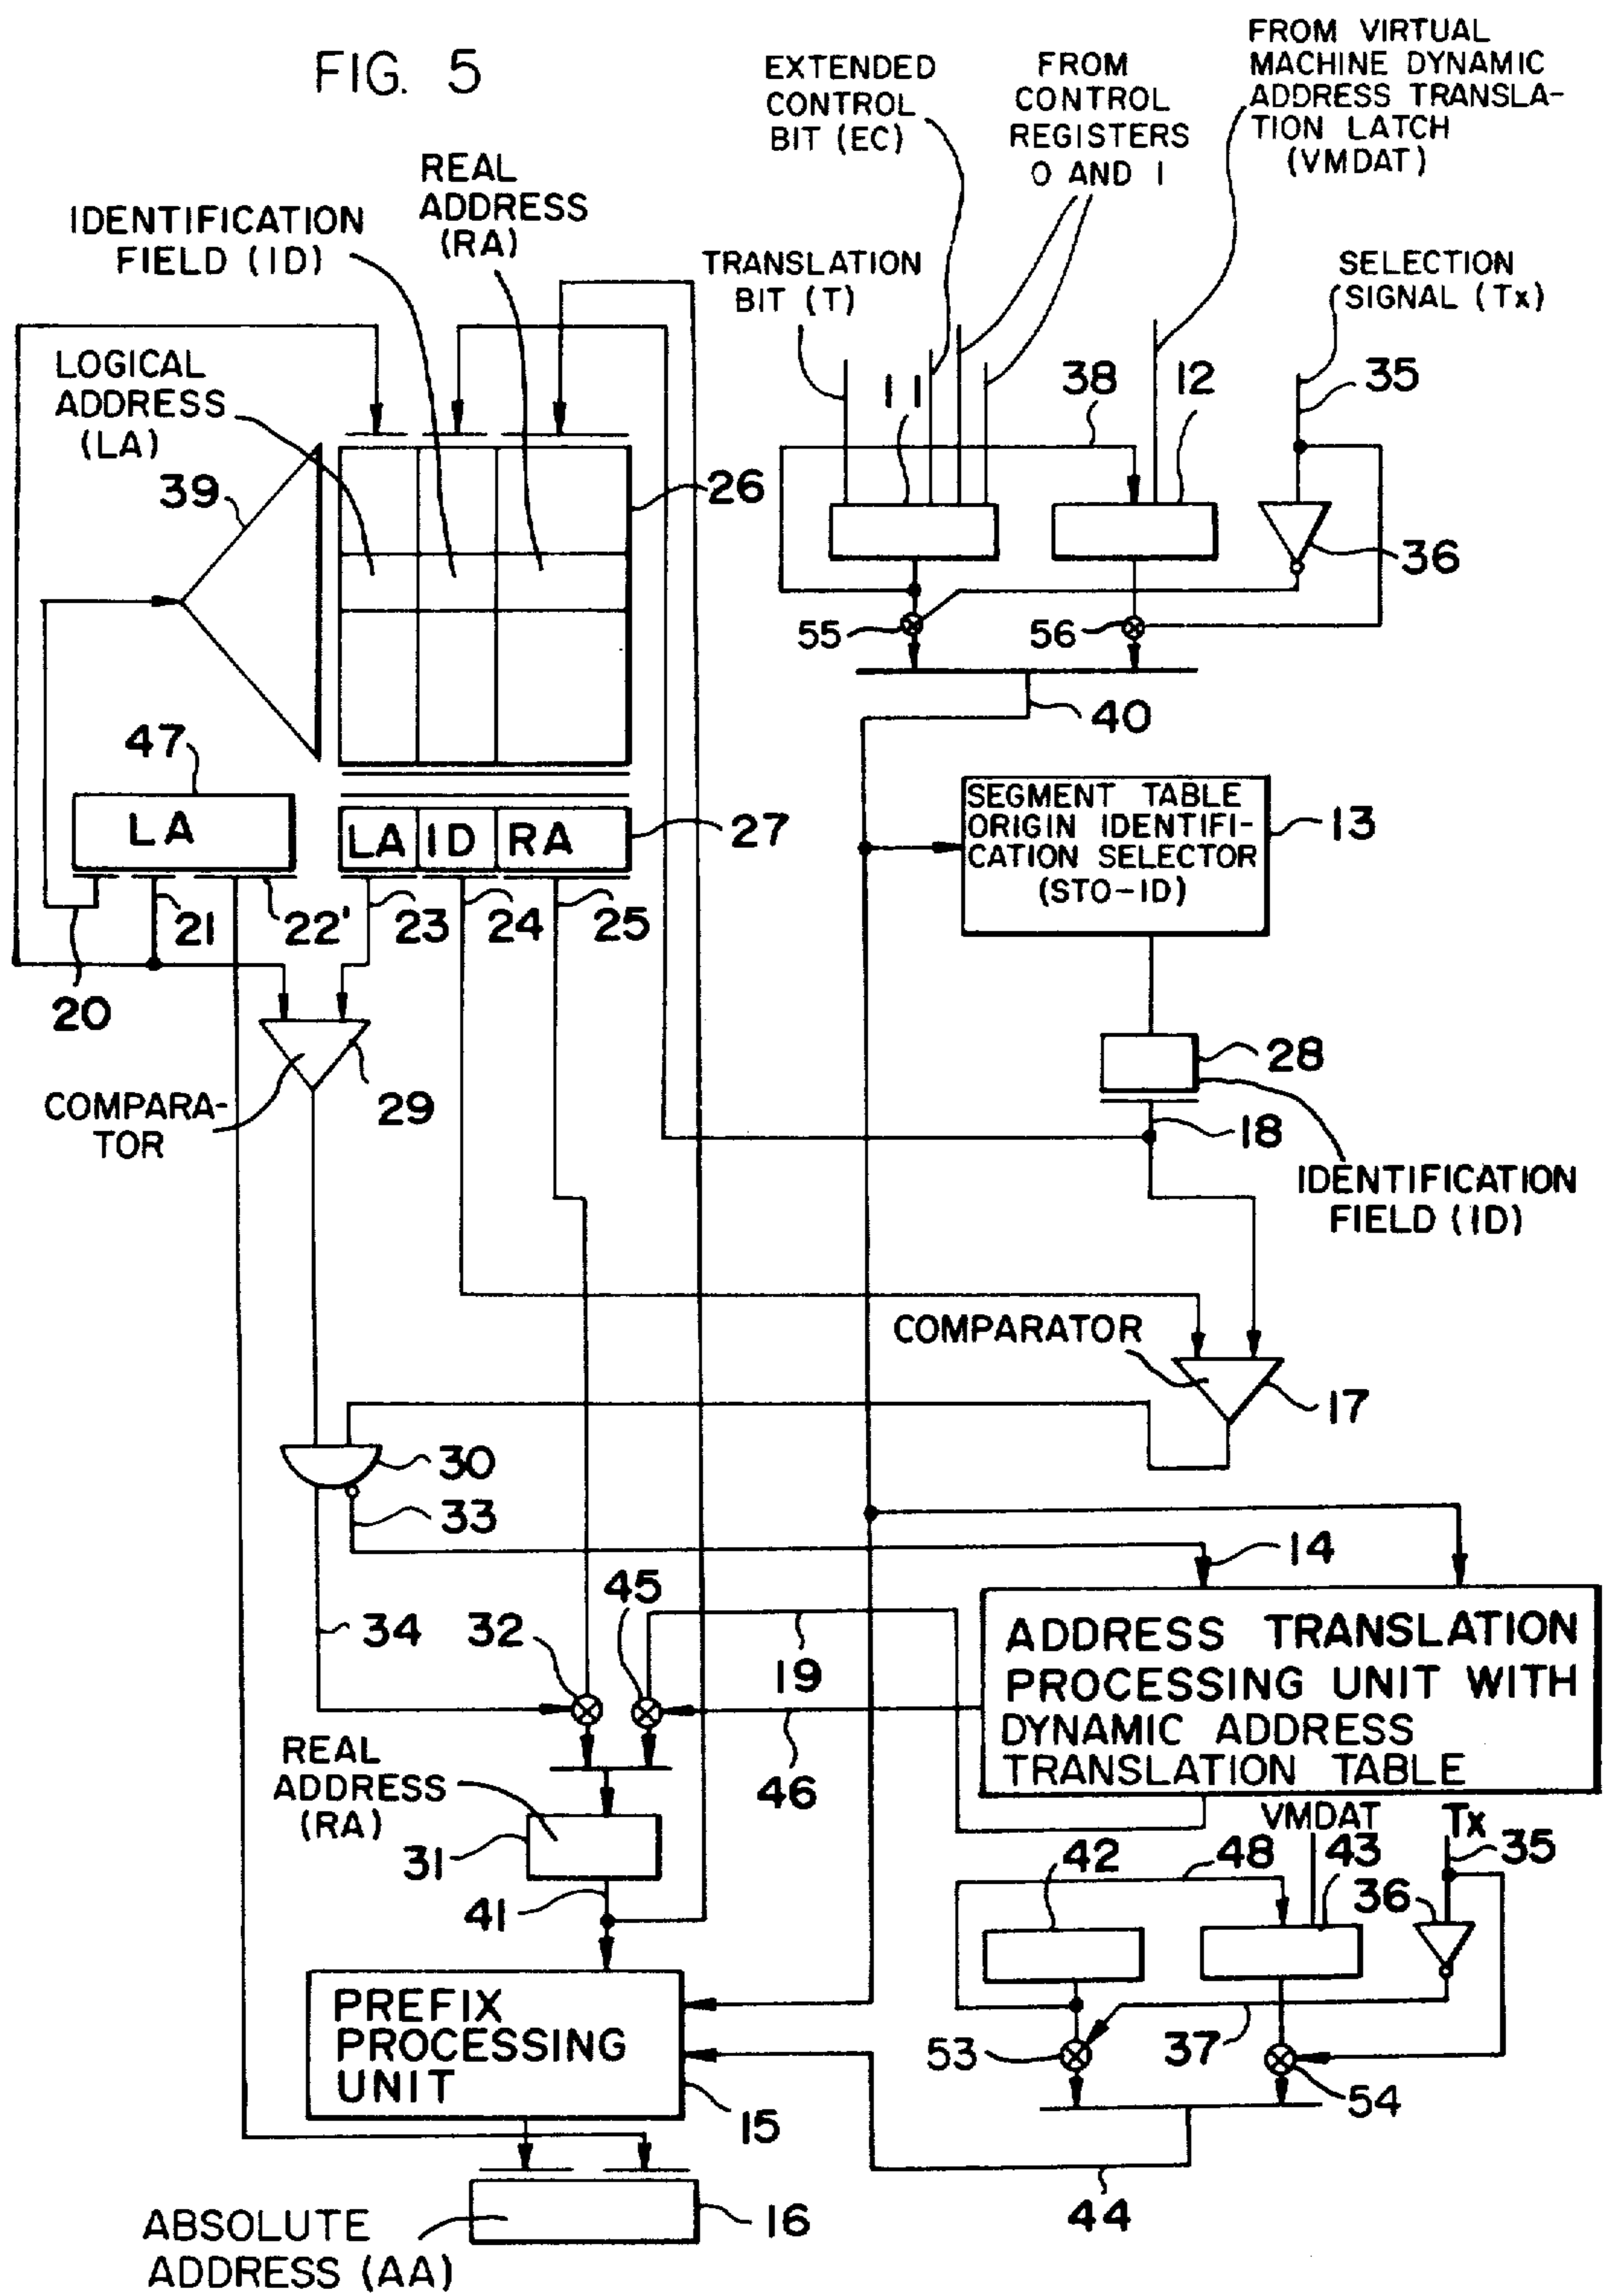 FIG. 5
EXTENDED
CONTROL
BIT (EC)
FROM
CONTROL
REGISTERS
0 AND 1
FROM VIRTUAL
MACHINE DYNAMIC
ADDRESS TRANSLA-
TION LATCH
(VMDAT)
REAL
ADDRESS
(RA)
IDENTIFICATION
FIELD (ID)
TRANSLATION
BIT (T)
SELECTION
SIGNAL (Tx)
LOGICAL
ADDRESS
(LA)
39
26
11
38
12
35
36
55
56
40
47
LA
LA ID RA
27
SEGMENT TABLE
ORIGIN IDENTIFI-
CATION SELECTOR
(STO-ID)
13
20
21
22'
23
24
25
COMPARA-
TOR
29
28
18
IDENTIFICATION
FIELD (ID)
COMPARATOR
17
30
33
14
34
32
45
19
46
ADDRESS TRANSLATION
PROCESSING UNIT WITH
DYNAMIC ADDRESS
TRANSLATION TABLE
REAL
ADDRESS
(RA)
31
41
VMDAT
Tx
42
48
43
35
36
PREFIX
PROCESSING
UNIT
15
53
37
54
44
16
ABSOLUTE
ADDRESS (AA)